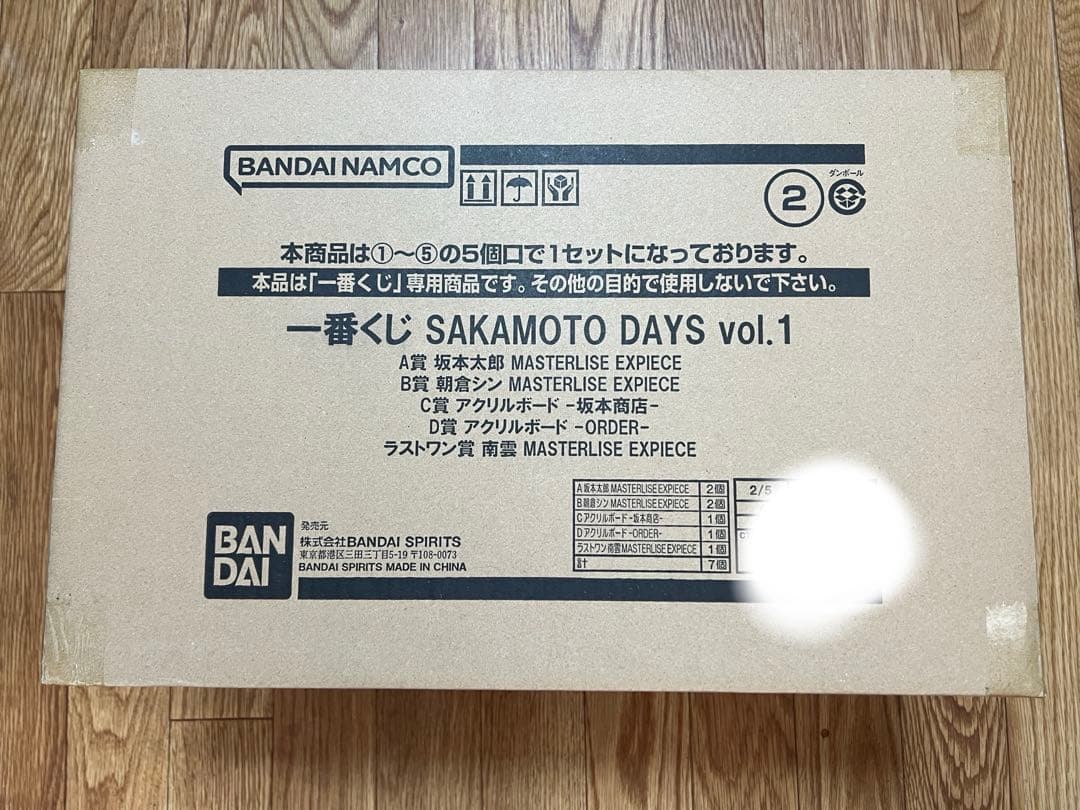 BANDAI NAMCO
2
ダンボール
本商品は①～⑤の5個口で1セットになっております。
本品は「一番くじ」専用商品です。その他の目的で使用しないで下さい。
一番くじ SAKAMOTO DAYS vol.1
A賞 坂本太郎 MASTERLISE EXPIECE
B賞 朝倉シン MASTERLISE EXPIECE
C賞 アクリルボード -坂本商店-
D賞 アクリルボード -ORDER-
ラストワン賞 南雲 MASTERLISE EXPIECE
A 坂本太郎 MASTERLISE EXPIECE 2個 2/5
B 朝倉シン MASTERLISE EXPIECE 2個
C アクリルボード -坂本商店- 1個
D アクリルボード -ORDER- 1個
ラストワン 南雲 MASTERLISE EXPIECE 1個
計 7個
BAN
DAI
発売元
株式会社BANDAI SPIRITS
東京都港区三田三丁目5-19 〒108-0073
BANDAI SPIRITS MADE IN CHINA